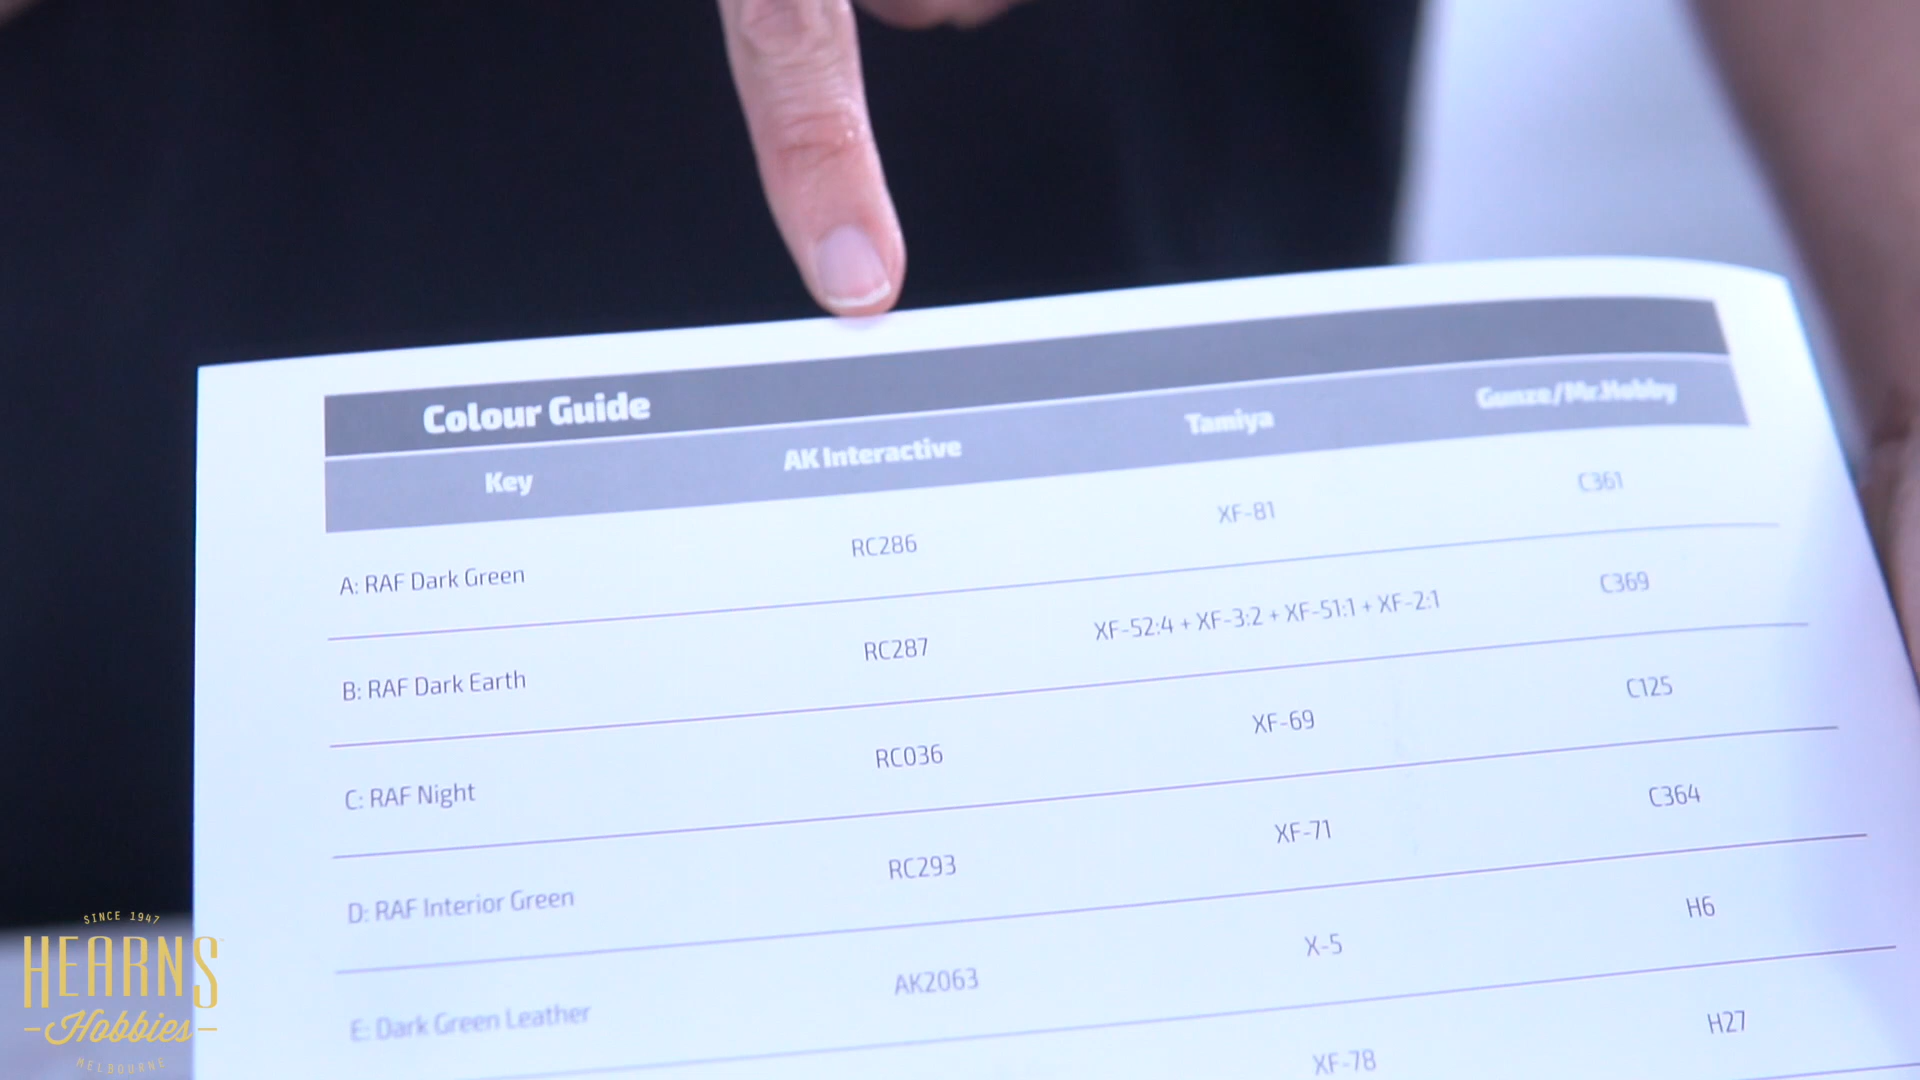 Colour Guide
Key AK Interactive Tamiya Gunze/Mr.Hobby
A: RAF Dark Green RC286 XF-81 C361
B: RAF Dark Earth RC287 XF-52:4 + XF-3:2 + XF-51:1 + XF-2:1 C369
C: RAF Night RC036 XF-69 C125
D: RAF Interior Green RC293 XF-71 C364
E: Dark Green Leather AK2063 X-5 H6
XF-78 H27
SINCE 1947
HEARNS
Hobbies
MELBOURNE